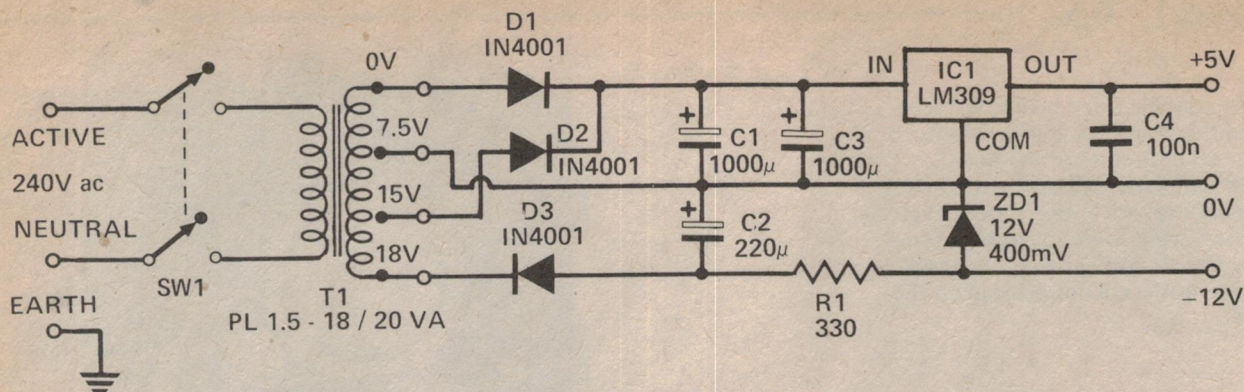 D1
IN4001
0V
7.5V
D2
IN4001
15V
D3
IN4001
18V
T1
PL 1.5 - 18 / 20 VA
ACTIVE
240V ac
NEUTRAL
SW1
EARTH
+
C1
1000µ
+
C3
1000µ
+
C2
220µ
R1
330
IN
IC1
LM309
OUT
COM
C4
100n
ZD1
12V
400mV
+5V
0V
−12V